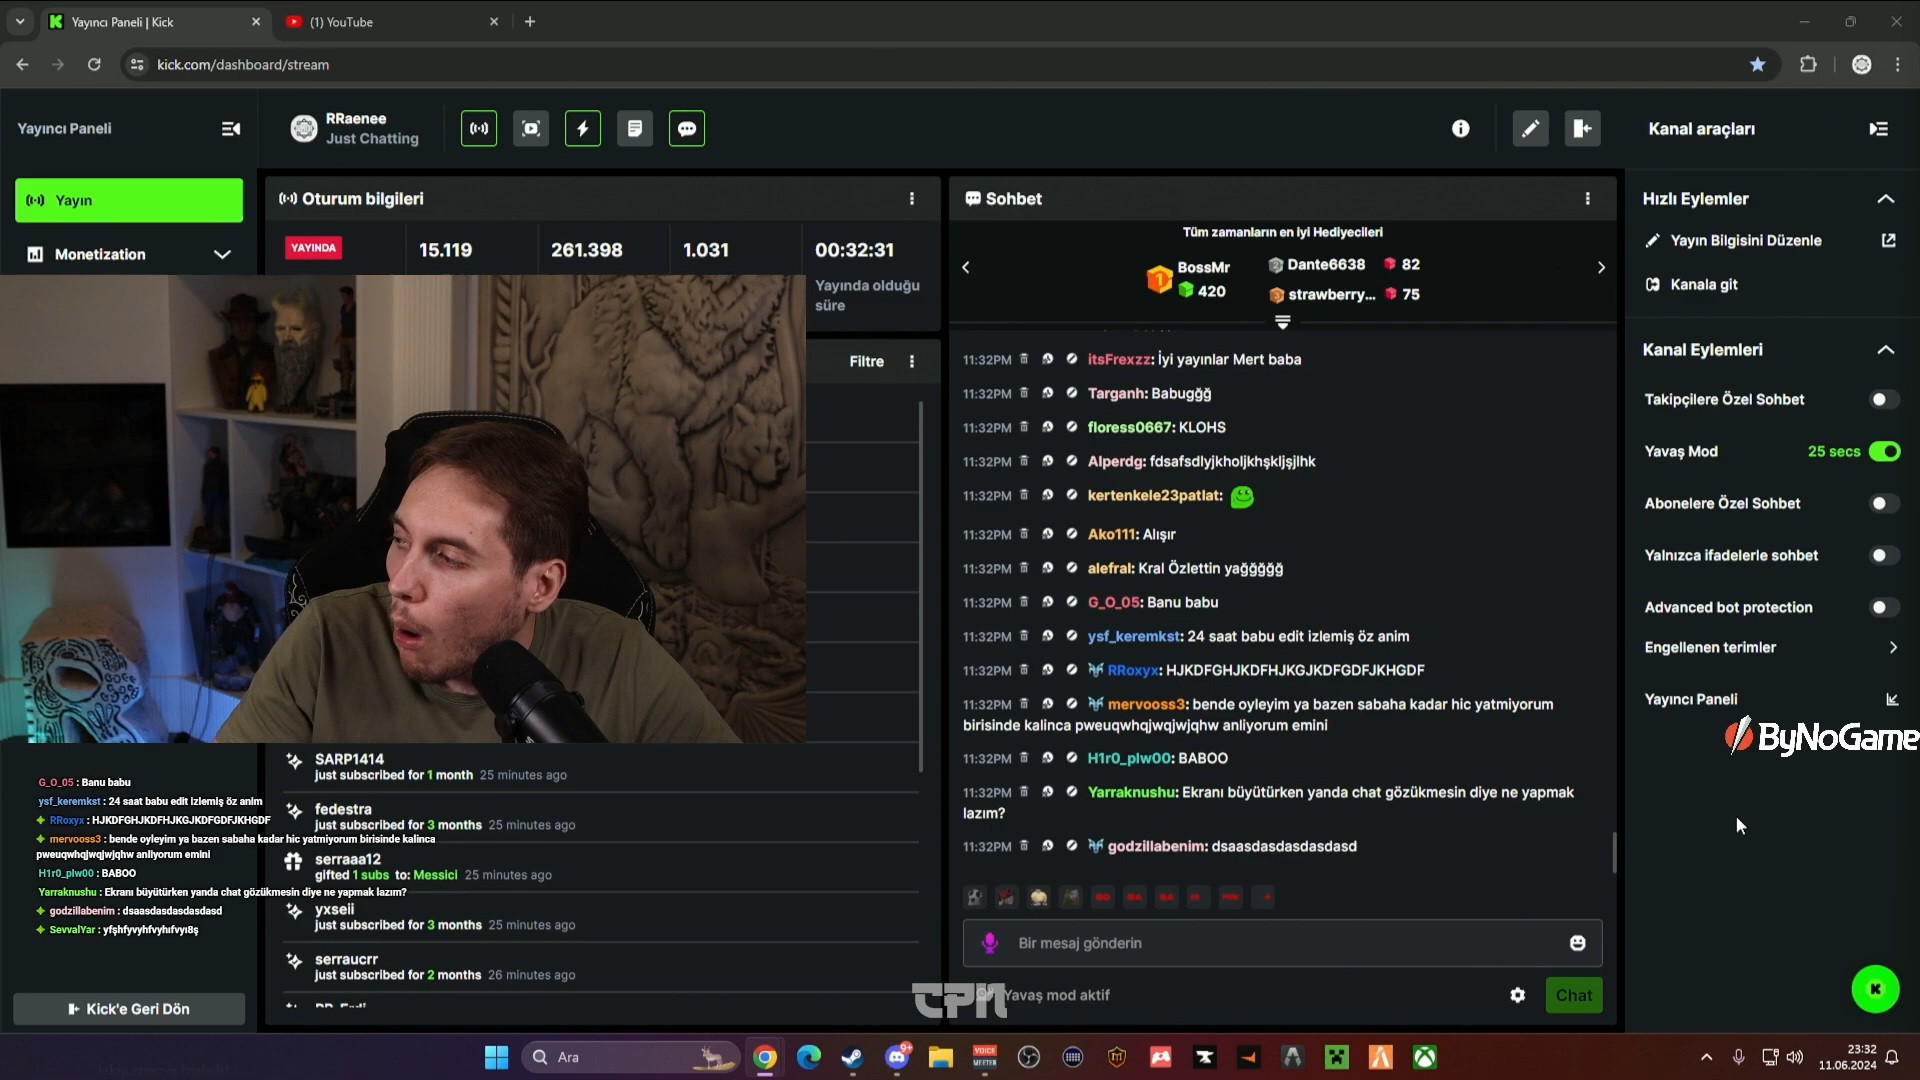 Yayıncı Paneli | Kick
(1) YouTube
kick.com/dashboard/stream
Yayıncı Paneli
RRaenee
Just Chatting
Kanal araçları
Yayın
Monetization
Oturum bilgileri
YAYINDA
15.119
261.398
1.031
00:32:31
Yayında olduğu
süre
Filtre
SARP1414
just subscribed for 1 month 25 minutes ago
fedestra
just subscribed for 3 months 25 minutes ago
serraaa12
gifted 1 subs to: Messici 25 minutes ago
yxseii
just subscribed for 3 months 25 minutes ago
serraucrr
just subscribed for 2 months 26 minutes ago
G_O_05 : Banu babu
ysf_keremkst : 24 saat babu edit izlemiş öz anim
RRoxyx : HJKDFGHJKDFHJKGJKDFGDFJKHGDF
mervooss3 : bende oyleyim ya bazen sabaha kadar hic yatmiyorum birisinde kalinca
pweuqwhqjwqjwjqhw anliyorum emini
H1r0_plw00 : BABOO
Yarraknushu : Ekranı büyütürken yanda chat gözükmesin diye ne yapmak lazım?
godzillabenim : dsaasdasdasdasdasd
SevvalYar : yfşhfyvyhfvyhıfvyı8ş
Kick'e Geri Dön
Sohbet
Tüm zamanların en iyi Hediyecileri
1 BossMr
420
Dante6638 82
strawberry... 75
11:32PM itsFrexzz: İyi yayınlar Mert baba
11:32PM Targanh: Babuğğ
11:32PM floress0667: KLOHS
11:32PM Alperdg: fdsafsdlyjkholjkhşkljşjlhk
11:32PM kertenkele23patlat:
11:32PM Ako111: Alışır
11:32PM alefral: Kral Özlettin yağğğğğ
11:32PM G_O_05: Banu babu
11:32PM ysf_keremkst: 24 saat babu edit izlemiş öz anim
11:32PM RRoxyx: HJKDFGHJKDFHJKGJKDFGDFJKHGDF
11:32PM mervooss3: bende oyleyim ya bazen sabaha kadar hic yatmiyorum
birisinde kalinca pweuqwhqjwqjwjqhw anliyorum emini
11:32PM H1r0_plw00: BABOO
11:32PM Yarraknushu: Ekranı büyütürken yanda chat gözükmesin diye ne yapmak
lazım?
11:32PM godzillabenim: dsaasdasdasdasdasd
Bir mesaj gönderin
Yavaş mod aktif
Chat
CPN
Hızlı Eylemler
Yayın Bilgisini Düzenle
Kanala git
Kanal Eylemleri
Takipçilere Özel Sohbet
Yavaş Mod 25 secs
Abonelere Özel Sohbet
Yalnızca ifadelerle sohbet
Advanced bot protection
Engellenen terimler
Yayıncı Paneli
ByNoGame
K
Ara
9+
VOICE
MEETER
23:32
11.06.2024